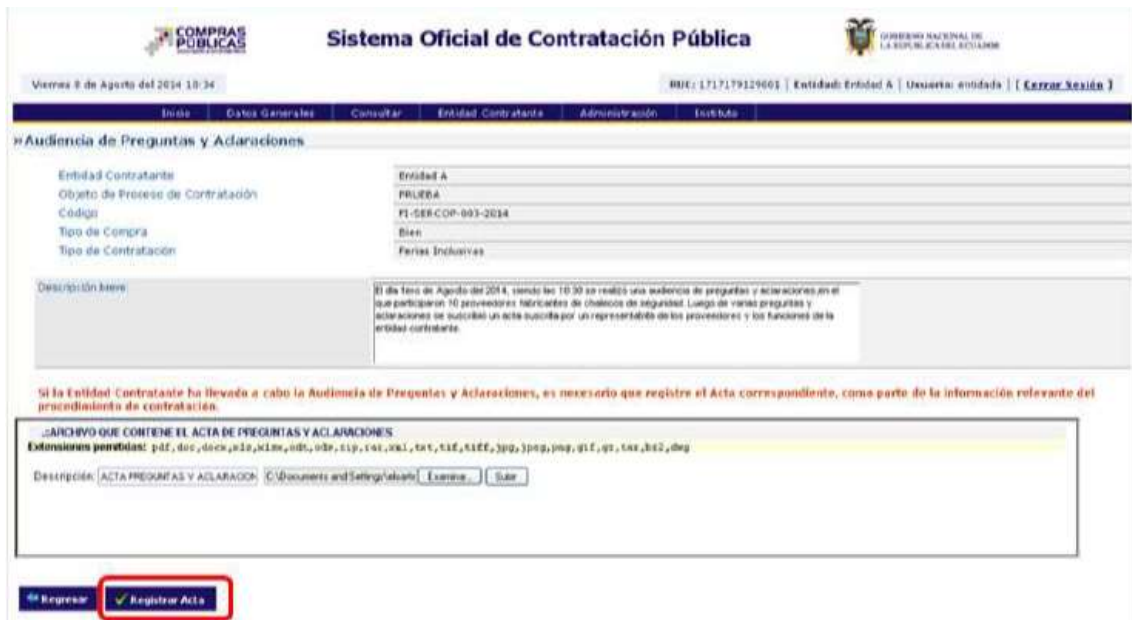 COMPRAS
PÚBLICAS
Sistema Oficial de Contratación Pública
GOBIERNO NACIONAL DE
LA REPUBLICA DEL ECUADOR
Viernes 8 de Agosto del 2014 10:34
RUC: 1717179129001 | Entidad: Entidad A | Usuario: entidada | [ Cerrar Sesión ]
Inicio Datos Generales Consultar Entidad Contratante Administración Instituto
»Audiencia de Preguntas y Aclaraciones
Entidad Contratante Entidad A
Objeto de Proceso de Contratación PRUEBA
Código FI-SERCOP-003-2014
Tipo de Compra Bien
Tipo de Contratación Ferias Inclusivas
Descripción breve
El día de Agosto del 2014, siendo las 10:30 se realizó una audiencia de preguntas y aclaraciones en el
que participaron 10 proveedores fabricantes de chalecos de seguridad. Luego de varias preguntas y
aclaraciones se suscribió un acta suscrita por un de los proveedores y los funciones de la
entidad contratante.
Si la Entidad Contratante ha llevado a cabo la Audiencia de Preguntas y Aclaraciones, es necesario que registre el Acta correspondiente, como parte de la información relevante del
procedimiento de contratación.
.::ARCHIVO QUE CONTIENE EL ACTA DE PREGUNTAS Y ACLARACIONES
Extensiones permitidas: pdf,doc,docx,xls,xlsx,odt,ods,zip,rar,xml,txt,tif,tiff,jpg,jpeg,png,gif,gz,tar,bz2,dwg
Descripción: ACTA PREGUNTAS Y ACLARACION C:\Documents and Settings\ Examinar... Subir
Regresar Registrar Acta